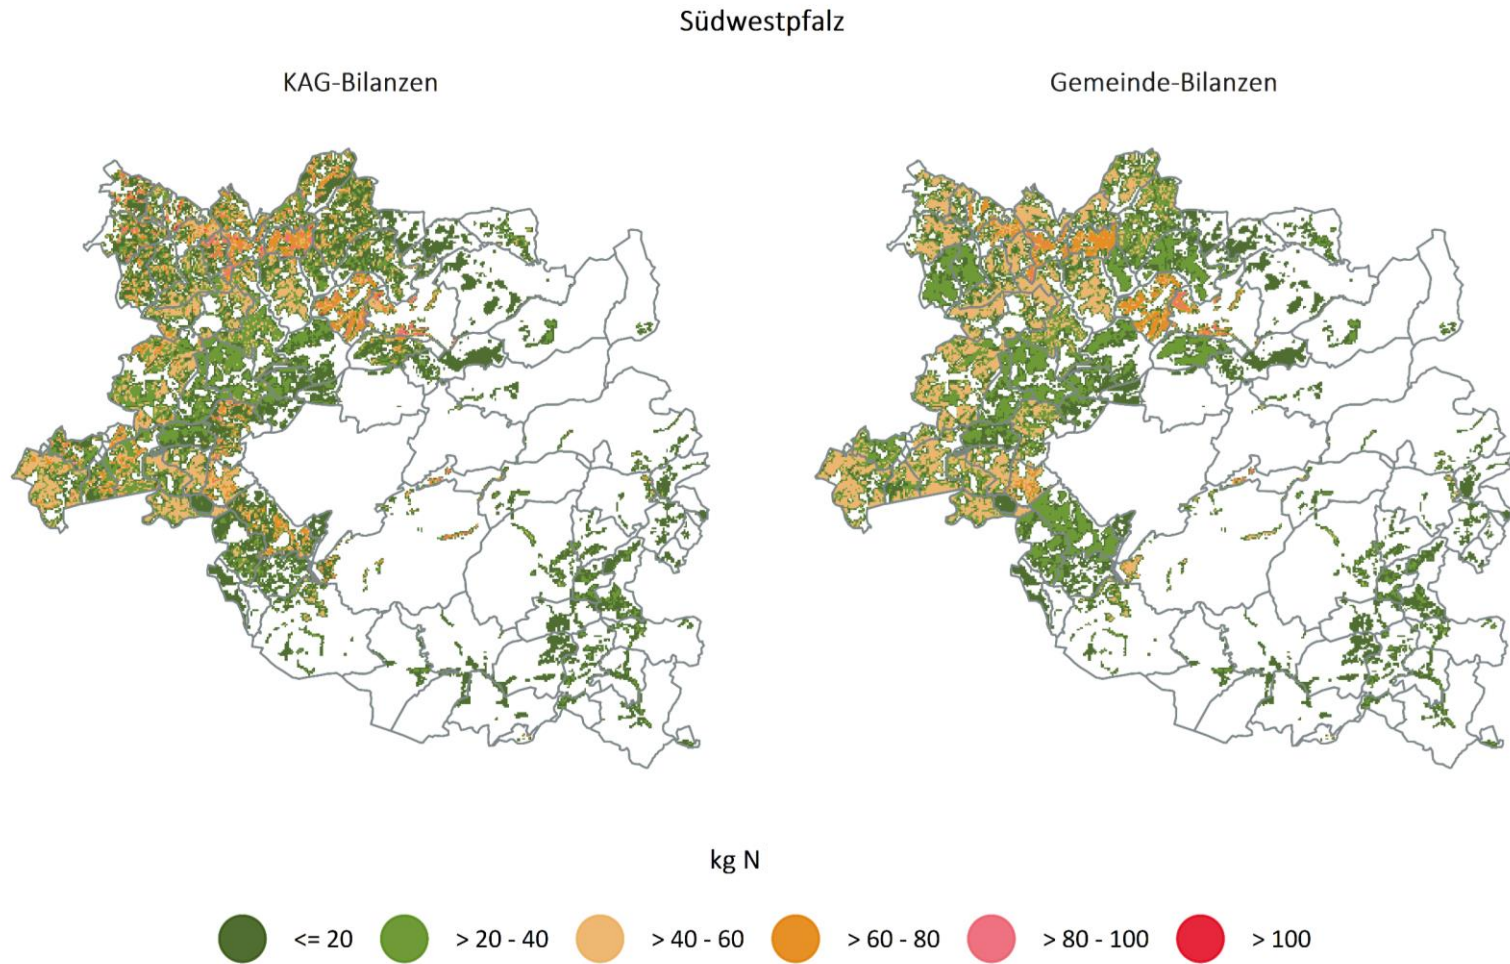 Südwestpfalz
KAG-Bilanzen
Gemeinde-Bilanzen
kg N
<= 20
> 20 - 40
> 40 - 60
> 60 - 80
> 80 - 100
> 100